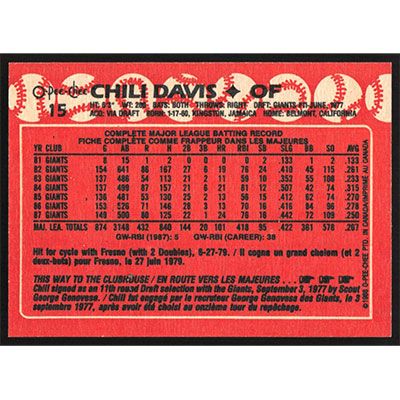 O-Pee-Chee
15
CHILI DAVIS ✦ OF
HT: 6'3" WT: 200 BATS: BOTH THROWS: RIGHT DRAFT: GIANTS #11-JUNE, 1977
ACQ: VIA DRAFT BORN: 1-17-60, KINGSTON, JAMAICA HOME: BELMONT, CALIFORNIA
COMPLETE MAJOR LEAGUE BATTING RECORD
FICHE COMPLÈTE COMME FRAPPEUR DANS LES MAJEURES
YR CLUB G AB R H 2B 3B HR RBI SB SLG BB SO AVG
81 GIANTS 8 15 1 2 0 0 0 0 2 .133 1 2 .133
82 GIANTS 154 641 86 167 27 6 19 76 24 .410 45 115 .261
83 GIANTS 137 486 54 113 21 2 11 59 10 .352 55 108 .233
84 GIANTS 137 499 87 157 21 6 21 81 12 .507 42 74 .315
85 GIANTS 136 481 53 130 25 2 13 56 15 .412 62 74 .270
86 GIANTS 153 526 71 146 28 3 13 70 16 .416 84 96 .278
87 GIANTS 149 500 80 125 22 1 24 76 16 .442 72 109 .250
MAJ. LEA. TOTALS 874 3148 432 840 144 20 101 418 95 .422 361 578 .267
GW-RBI (1987): 5 GW-RBI (CAREER): 38
Hit for cycle with Fresno (with 2 Doubles), 6-27-79. / Il cogna un grand chelem (et 2
deux-buts) pour Fresno, le 27 juin 1979.
THIS WAY TO THE CLUBHOUSE / EN ROUTE VERS LES MAJEURES . . .
Chili signed as an 11th round Draft selection with the Giants, September 3, 1977 by Scout
George Genovese. / Chili fut engagé par le recruteur George Genovese des Giants, le 3
septembre 1977, après avoir été choisi au onzième tour du repêchage.
© 1988 O-PEE-CHEE PTD. IN CANADA/IMPRIMÉ AU CANADA